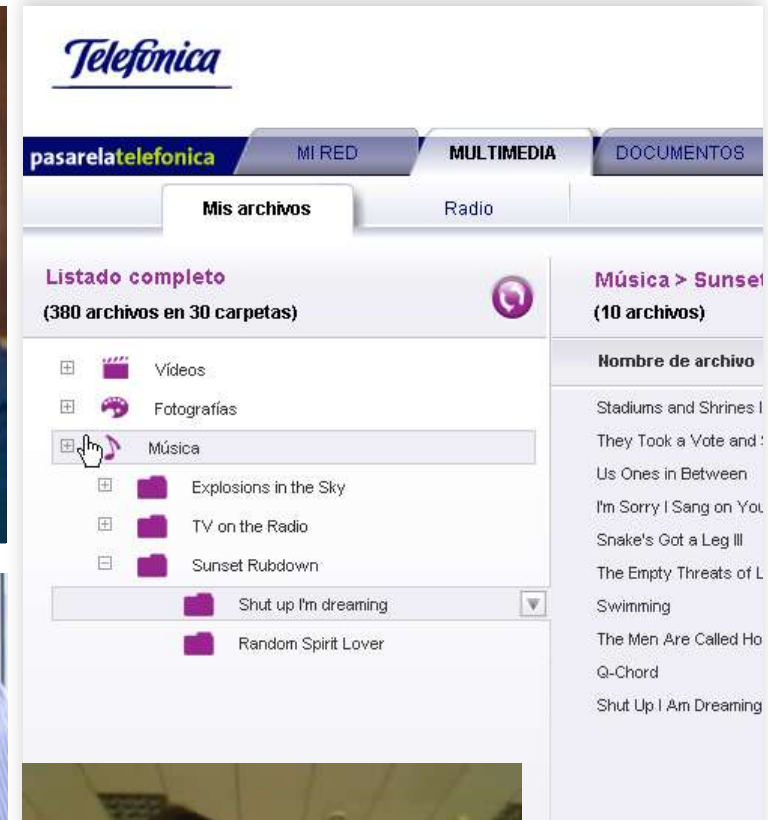 Telefónica
pasarelatelefonica
MI RED
MULTIMEDIA
DOCUMENTOS
Mis archivos
Radio
Listado completo
(380 archivos en 30 carpetas)
Vídeos
Fotografías
Música
Explosions in the Sky
TV on the Radio
Sunset Rubdown
Shut up I'm dreaming
Random Spirit Lover
Música > Sunset
(10 archivos)
Nombre de archivo
Stadiums and Shrines
They Took a Vote and
Us Ones in Between
I'm Sorry I Sang on You
Snake's Got a Leg III
The Empty Threats of L
Swimming
The Men Are Called Ho
Q-Chord
Shut Up I Am Dreaming